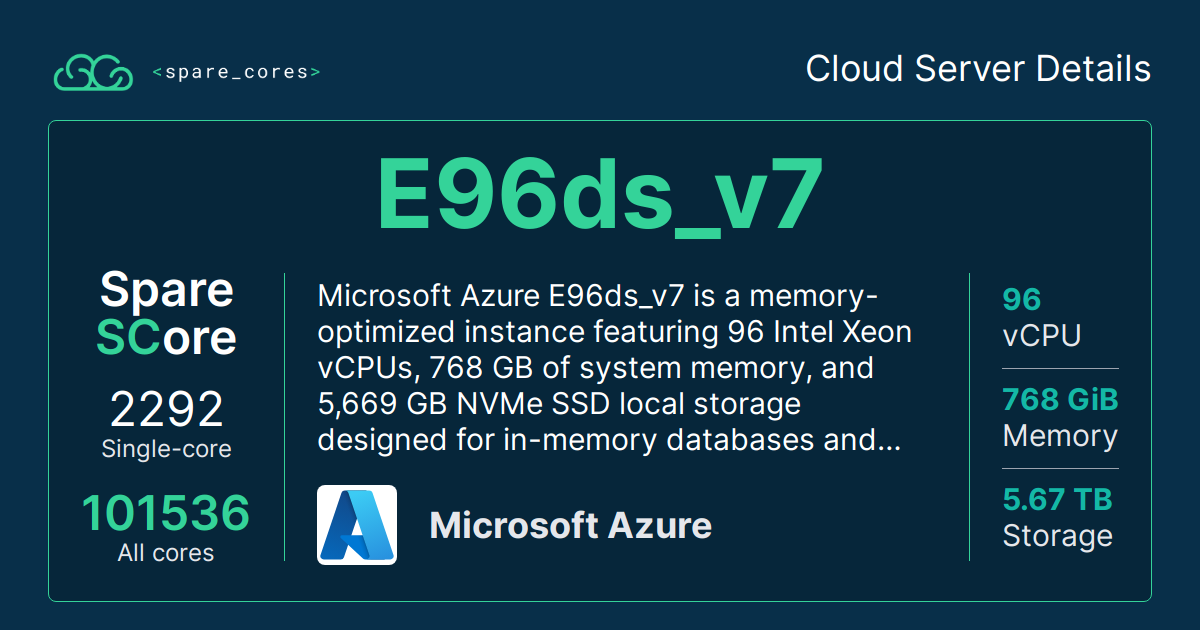 <spare_cores>
Cloud Server Details
E96ds_v7
Spare
SCore
2292
Single-core
101536
All cores
Microsoft Azure E96ds_v7 is a memory-
optimized instance featuring 96 Intel Xeon
vCPUs, 768 GB of system memory, and
5,669 GB NVMe SSD local storage
designed for in-memory databases and...
Microsoft Azure
96
vCPU
768 GiB
Memory
5.67 TB
Storage